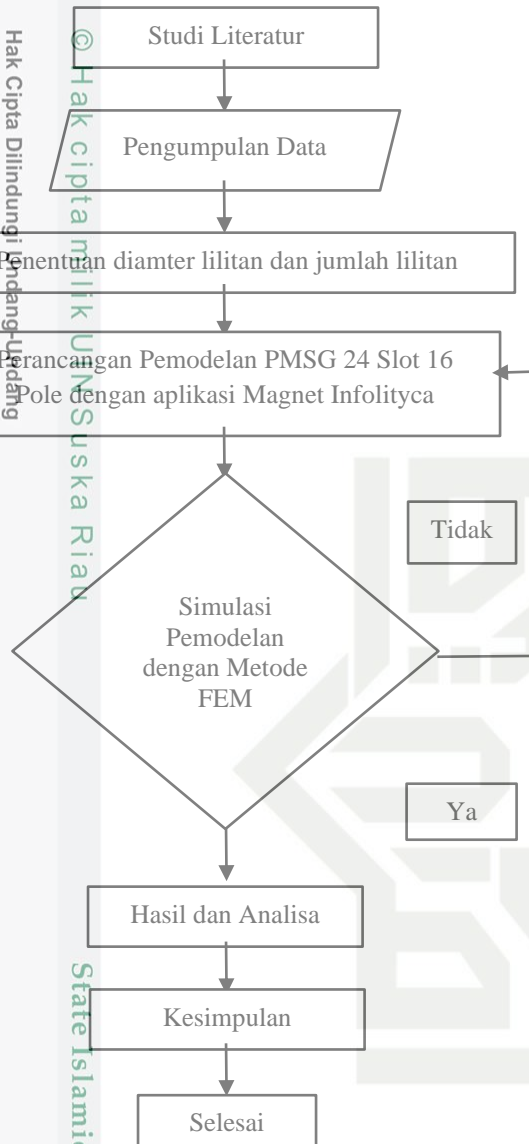 Studi Literatur
Pengumpulan Data
Penentuan diamter lilitan dan jumlah lilitan
Perancangan Pemodelan PMSG 24 Slot 16
Pole dengan aplikasi Magnet Infolityca
Tidak
Simulasi
Pemodelan
dengan Metode
FEM
Ya
Hasil dan Analisa
Kesimpulan
Selesai
Hak Cipta Dilindungi Undang-Undang
© Hak cipta milik UIN Suska Riau
State Islamic